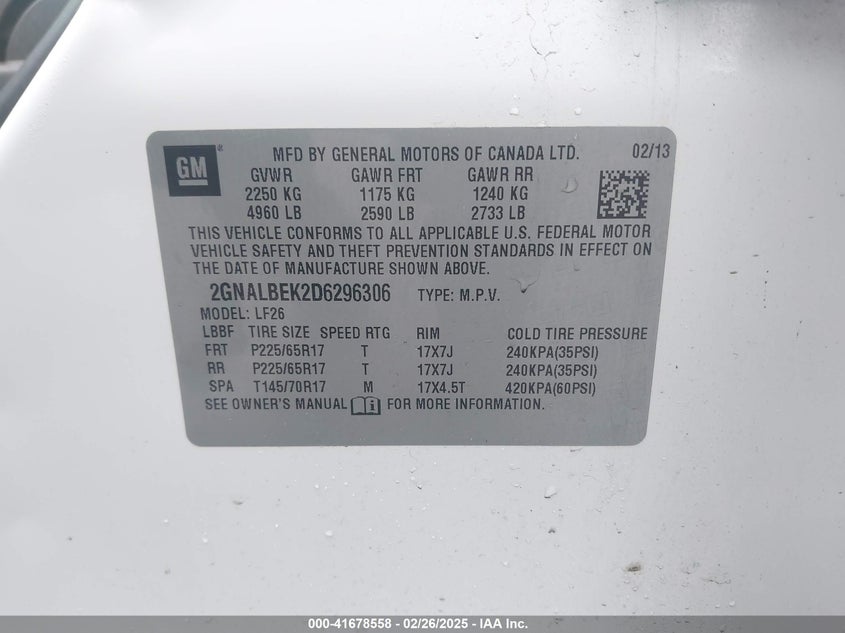 GM ®
MFD BY GENERAL MOTORS OF CANADA LTD. 02/13
GVWR GAWR FRT GAWR RR
2250 KG 1175 KG 1240 KG
4960 LB 2590 LB 2733 LB
THIS VEHICLE CONFORMS TO ALL APPLICABLE U.S. FEDERAL MOTOR
VEHICLE SAFETY AND THEFT PREVENTION STANDARDS IN EFFECT ON
THE DATE OF MANUFACTURE SHOWN ABOVE.
2GNALBEK2D6296306 TYPE: M.P.V.
MODEL: LF26
LBBF TIRE SIZE SPEED RTG RIM COLD TIRE PRESSURE
FRT P225/65R17 T 17X7J 240KPA(35PSI)
RR P225/65R17 T 17X7J 240KPA(35PSI)
SPA T145/70R17 M 17X4.5T 420KPA(60PSI)
SEE OWNER'S MANUAL i FOR MORE INFORMATION.
000-41678558 - 02/26/2025 - IAA Inc.